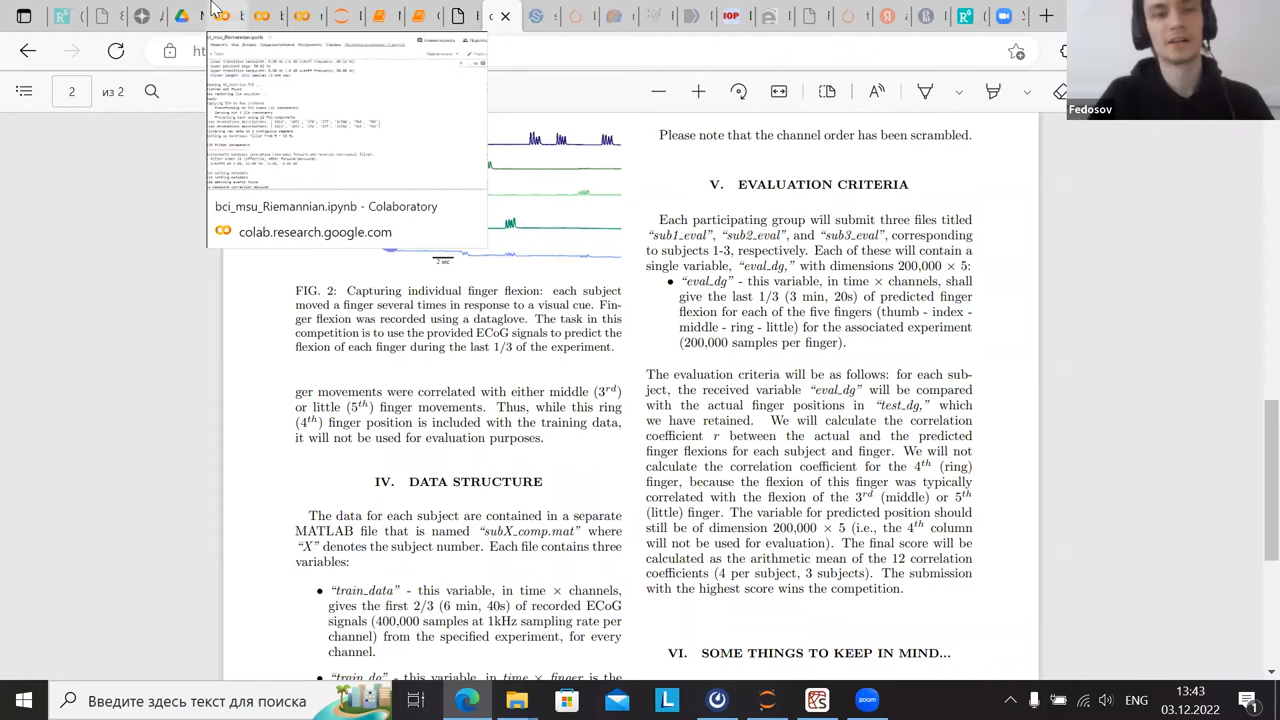 2
из 2
htt
bci_msu_Riemannian.ipynb - Colaboratory
colab.research.google.com
Fedosov
2 sec
FIG. 2: Capturing individual finger flexion: each subject
moved a finger several times in response to a visual cue. Fin-
ger flexion was recorded using a dataglove. The task in this
competition is to use the provided ECoG signals to predict the
flexion of each finger during the last 1/3 of the experiment.
ger movements were correlated with either middle (3rd)
or little (5th) finger movements. Thus, while this ring
(4th) finger position is included with the training data,
it will not be used for evaluation purposes.
IV. DATA STRUCTURE
The data for each subject are contained in a separate
MATLAB file that is named “subX_comp.mat” where
“X” denotes the subject number. Each file contains three
variables:
• “train_data” - this variable, in time × channels,
gives the first 2/3 (6 min, 40s) of recorded ECoG
signals (400,000 samples at 1kHz sampling rate per
channel) from the specified experiment, for every
channel.
• “train_dg” - this variable, in time × finger is the
Please note that the channel order has been scrambled.
V. EVALUATION CRITERIA
Each participating group will submit three files titled
“sub1_eval”, “sub2_eval”, and “sub3_eval”, corresponding
to subjects 1-3, respectively. Each of these will contain a
single variable, “eval_dg,” with dimensions 200,000 × 5:
• “eval_dg” - this variable, in time × channels, shall
give the last 1/3 (3 min, 20s) of predicted finger
flexion for each of the five fingers (thumb - index -
middle - ring - little) for the associated experiment
(200,000 samples per finger).
The evaluation criteria will be as follows: for each sub-
ject, the received variable “eval_dg” will be compared
with the actual finger positions in “test_dg,” which
we have retained. We will calculate the correlation
coefficient r between the actual and the predicted
finger flexions for each subject and finger. We will not
calculate the correlation coefficient for the 4th (ring)
finger, because the flexion of this finger was typically
correlated with the flexion of the 3rd (middle) or 5th
(little) finger. The variable for predicted position should
still be of dimension 200,000 × 5 (i.e., the 4th column
will not be used for evaluation). The final score will be
calculated as the arithmetic mean of the 12 correlation
coefficients (4 per subject, 3 subjects). The submission
with the highest score wins the competition.
VI. SOME THINGS TO KEEP IN MIND...
Введите здесь текст для поиска
zoom
ENG
13:43
03.12.2022